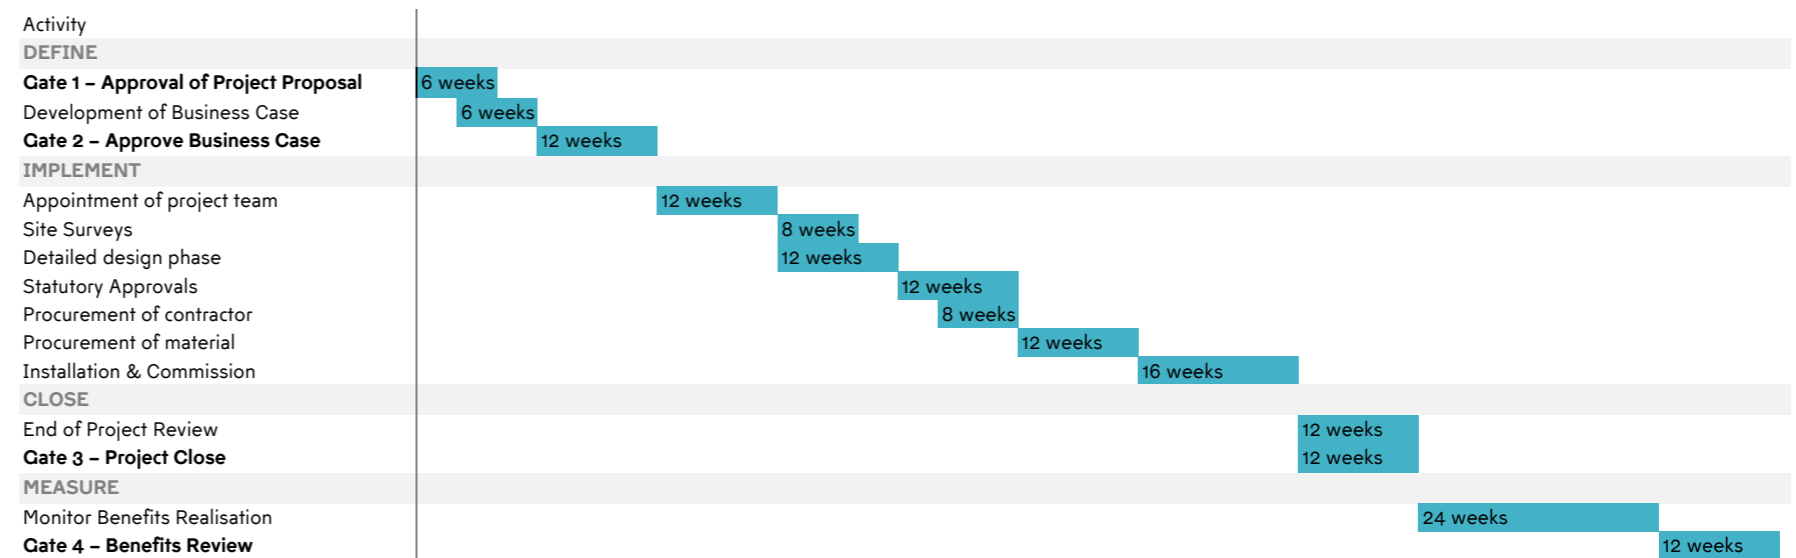 Activity
DEFINE
Gate 1 – Approval of Project Proposal 6 weeks
Development of Business Case 6 weeks
Gate 2 – Approve Business Case 12 weeks
IMPLEMENT
Appointment of project team 12 weeks
Site Surveys 8 weeks
Detailed design phase 12 weeks
Statutory Approvals 12 weeks
Procurement of contractor 8 weeks
Procurement of material 12 weeks
Installation & Commission 16 weeks
CLOSE
End of Project Review 12 weeks
Gate 3 – Project Close 12 weeks
MEASURE
Monitor Benefits Realisation 24 weeks
Gate 4 – Benefits Review 12 weeks